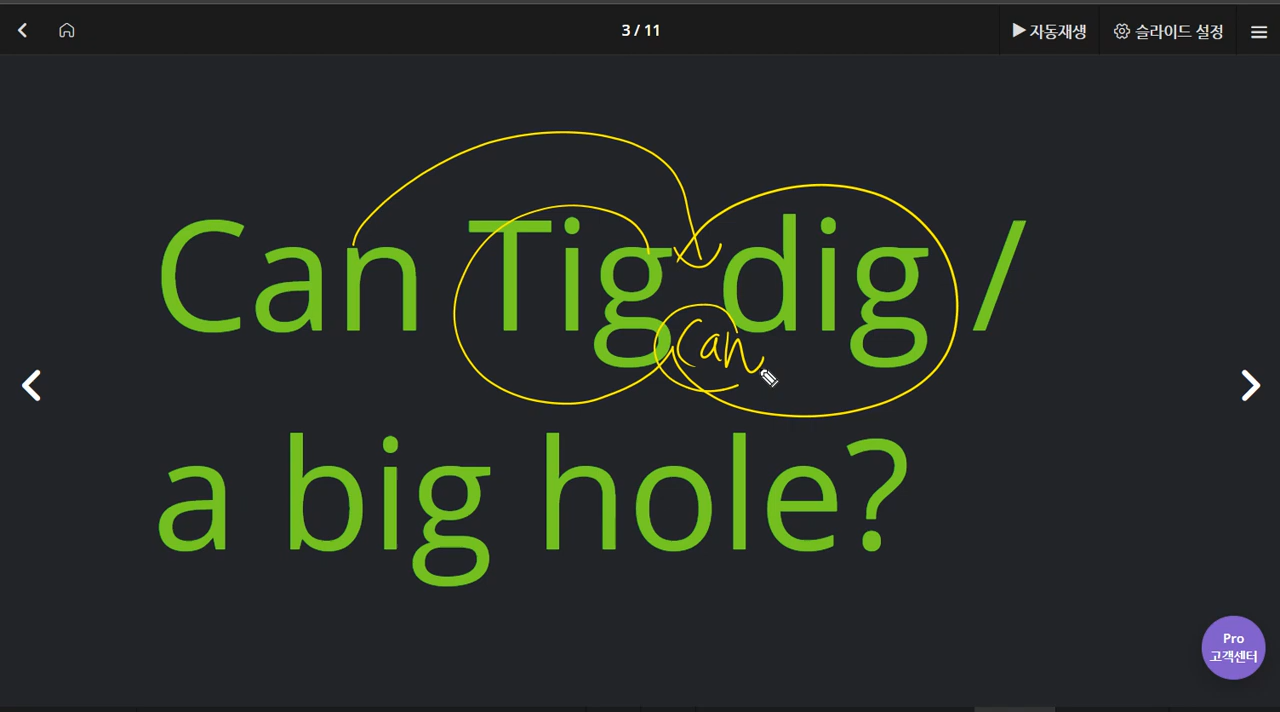 3 / 11
▶ 자동재생
슬라이드 설정
Can Tig dig /
can
a big hole?
Pro
고객센터